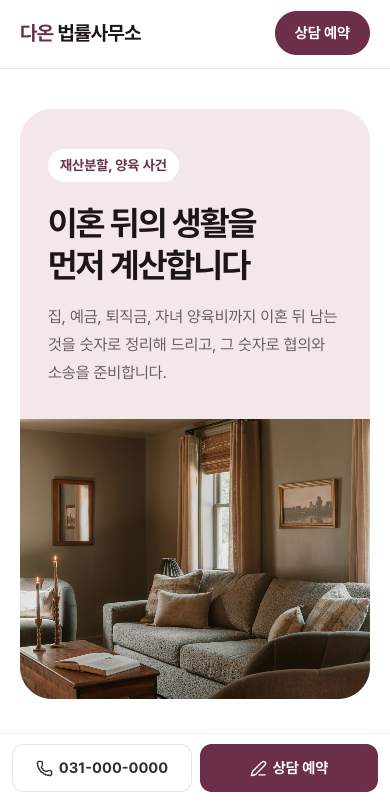 다온 법률사무소
상담 예약
재산분할, 양육 사건
이혼 뒤의 생활을
먼저 계산합니다
집, 예금, 퇴직금, 자녀 양육비까지 이혼 뒤 남는
것을 숫자로 정리해 드리고, 그 숫자로 협의와
소송을 준비합니다.
031-000-0000
상담 예약